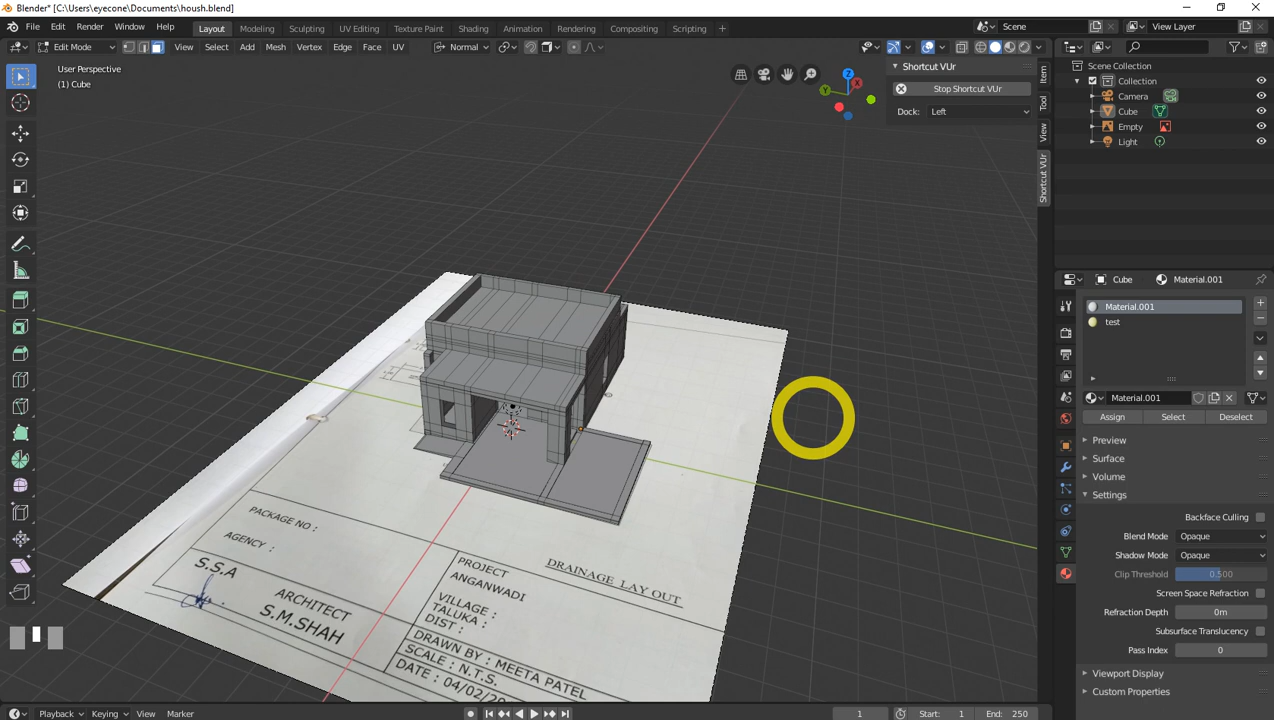 Blender* [C:\Users\eyecone\Documents\housh.blend]
File Edit Render Window Help Layout Modeling Sculpting UV Editing Texture Paint Shading Animation Rendering Compositing Scripting + Scene View Layer
Edit Mode View Select Add Mesh Vertex Edge Face UV Normal
User Perspective
(1) Cube
Z
X
Y
Shortcut VUr
Stop Shortcut VUr
Dock: Left
Item
Tool
View
Shortcut VUr
Scene Collection
Collection
Camera
Cube
Empty
Light
Cube Material.001
Material.001
test
Material.001
Assign Select Deselect
Preview
Surface
Volume
Settings
Backface Culling
Blend Mode Opaque
Shadow Mode Opaque
Clip Threshold 0.500
Screen Space Refraction
Refraction Depth 0m
Subsurface Translucency
Pass Index 0
Viewport Display
Custom Properties
PACKAGE NO :
AGENCY :
S.S.A
ARCHITECT
S.M.SHAH
PROJECT
ANGANWADI
VILLAGE :
TALUKA :
DIST :
DRAWN BY : MEETA PATEL
SCALE : N.T.S.
DATE : 04/02/20
DRAINAGE LAY OUT
Playback Keying View Marker 1 Start: 1 End: 250